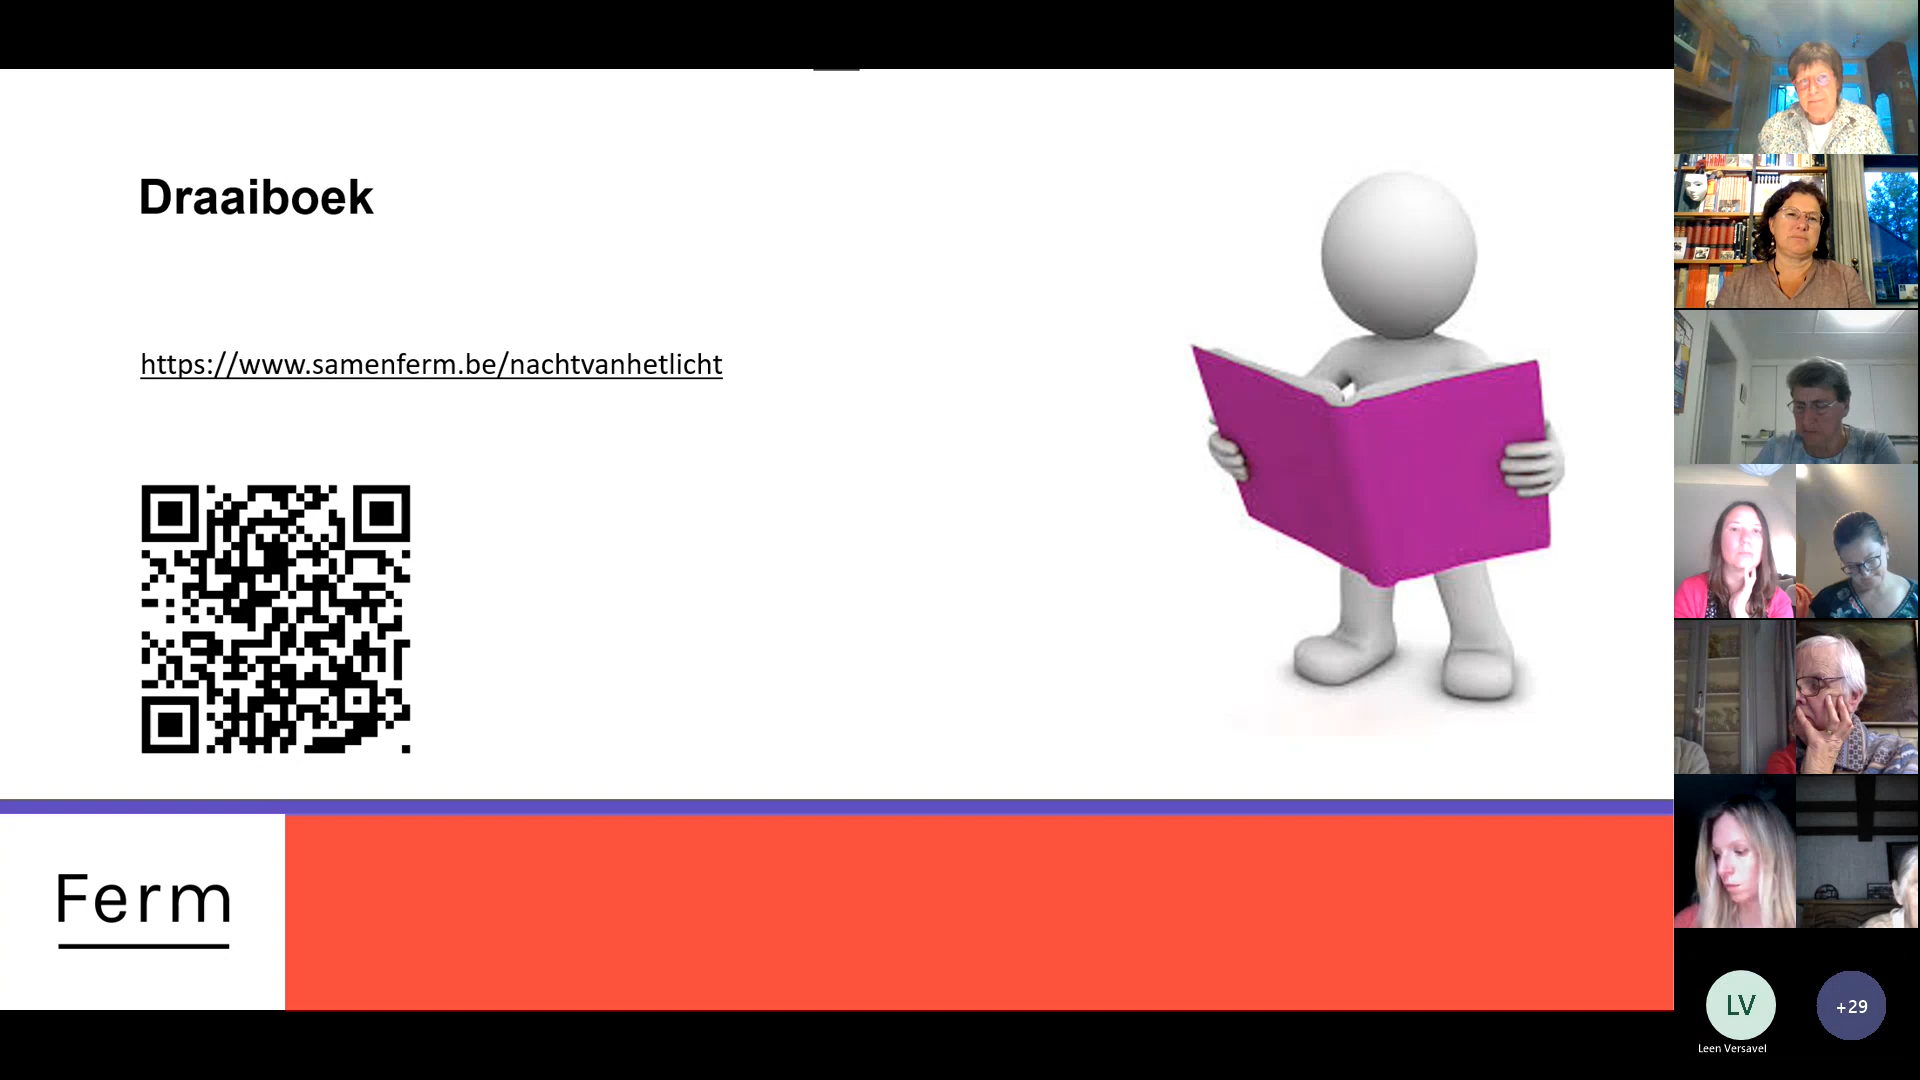 Draaiboek
https://www.samenferm.be/nachtvanhetlicht
Ferm
LV
+29
Leen Versavel